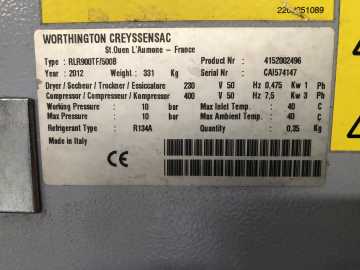 2202251089
WORTHINGTON CREYSSENSAC
St.Ouen L'Aumone - France
Type : RLR900TF/500B Product Nr : 4152002496
Year : 2012 Weight : 331 Kg Serial Nr : CAI574147
Dryer / Secheur / Trockner / Essiccatore 230 V 50 Hz 0,475 Kw 1 Ph
Compressor / Compresseur / Kompressor / Compressore 400 V 50 Hz 7,5 Kw 3 Ph
Working Pressure : 10 bar Max Inlet Temp. : 40 C
Max Pressure : 10 bar Max Ambient Temp. : 40 C
Refrigerant Type : R134A Quantity : 0,35 Kg
Made in Italy
CE